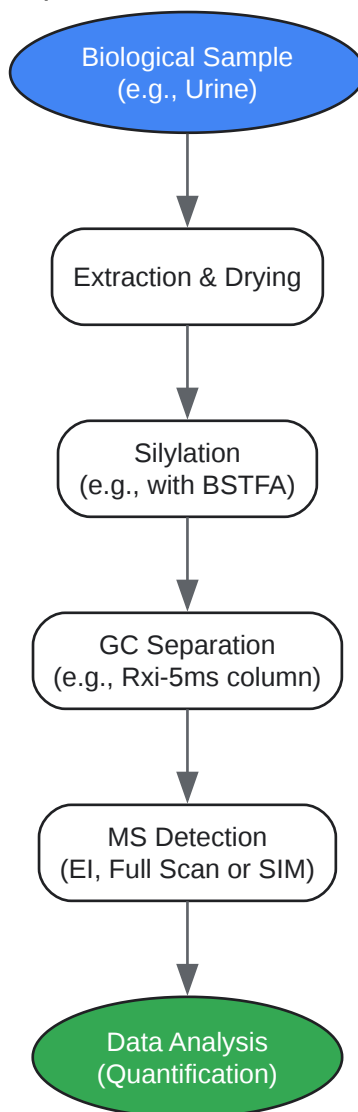 Biological Sample
(e.g., Urine)
Extraction & Drying
Silylation
(e.g., with BSTFA)
GC Separation
(e.g., Rxi-5ms column)
MS Detection
(EI, Full Scan or SIM)
Data Analysis
(Quantification)